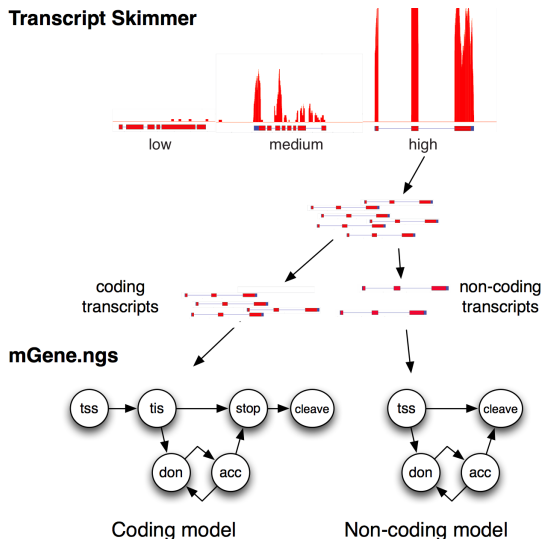 Transcript Skimmer
low medium high
coding
transcripts
non-coding
transcripts
mGene.ngs
tss tis stop cleave
tss cleave
don acc
don acc
Coding model
Non-coding model